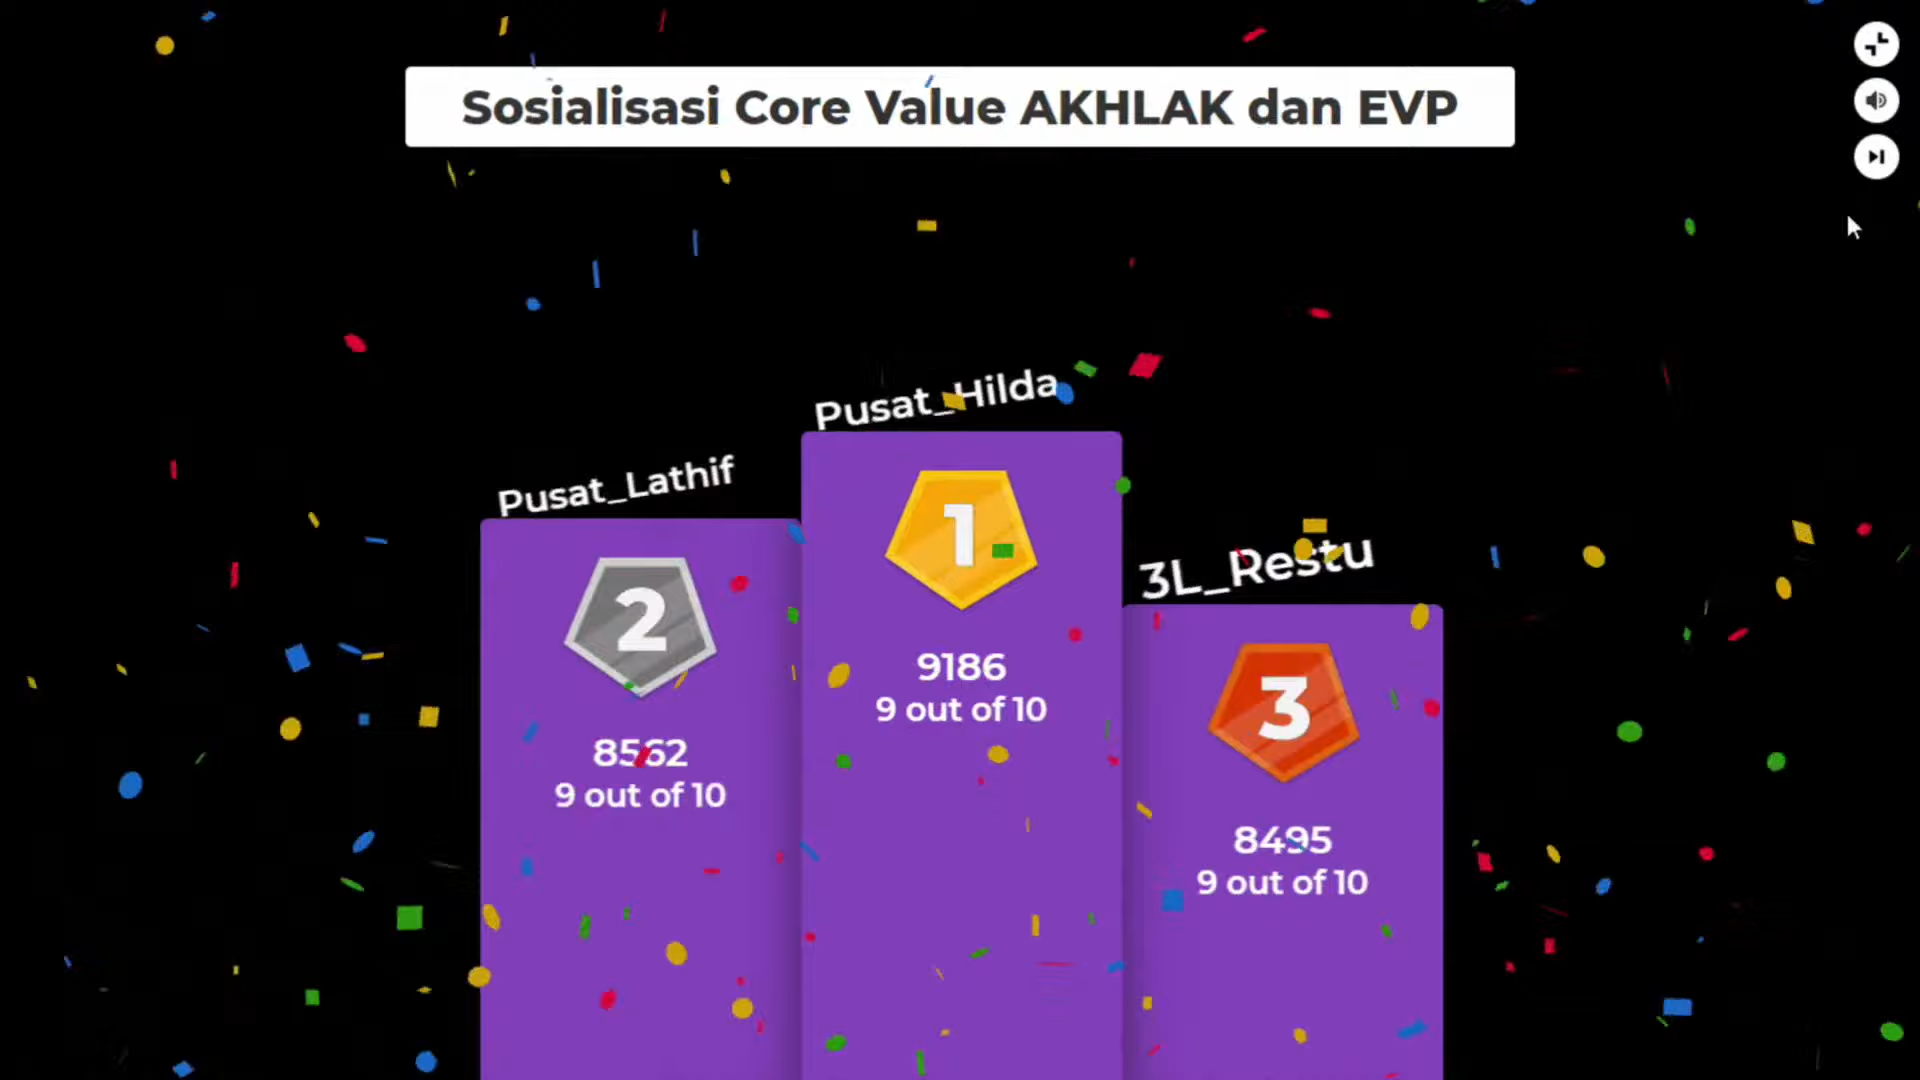 Sosialisasi Core Value AKHLAK dan EVP
Pusat_Hilda
1
9186
9 out of 10
Pusat_Lathif
2
8562
9 out of 10
3L_Restu
3
8495
9 out of 10